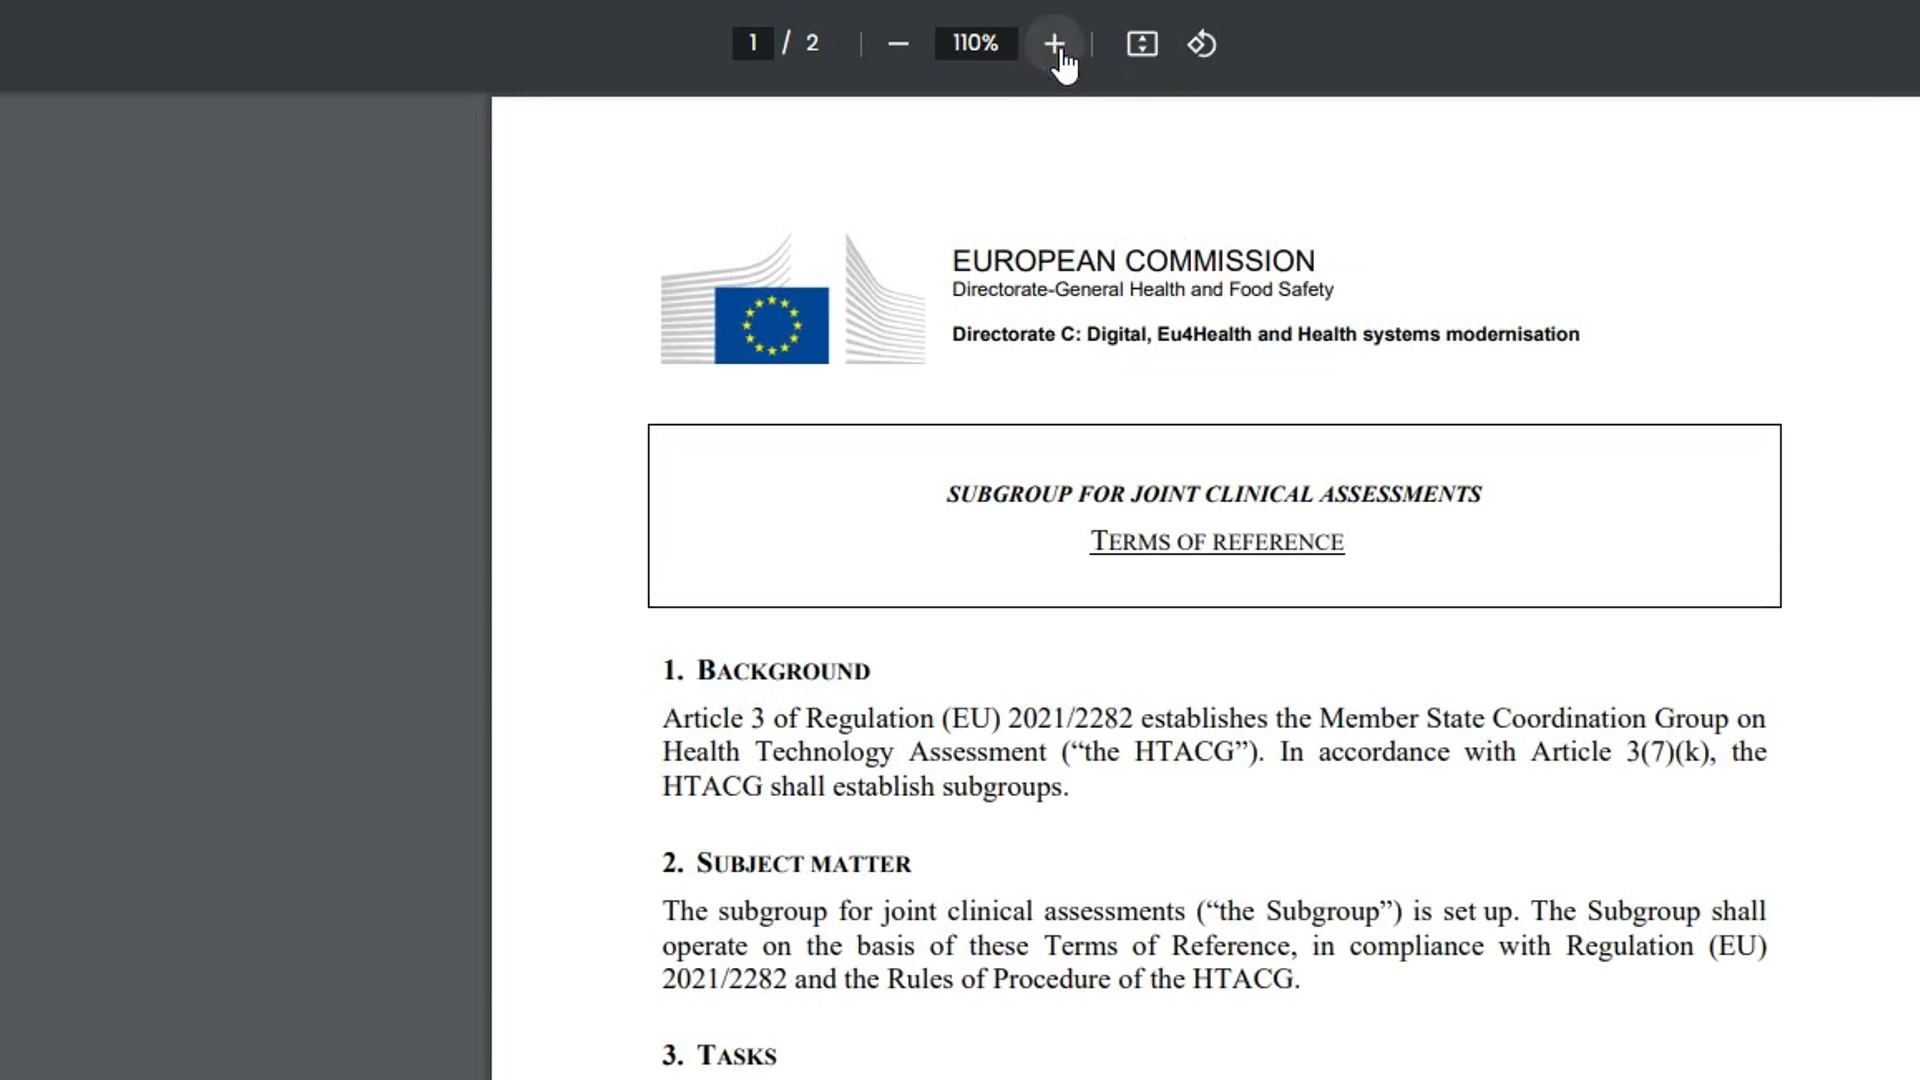 1 / 2 110%
EUROPEAN COMMISSION
Directorate-General Health and Food Safety
Directorate C: Digital, Eu4Health and Health systems modernisation
SUBGROUP FOR JOINT CLINICAL ASSESSMENTS
TERMS OF REFERENCE
1. BACKGROUND
Article 3 of Regulation (EU) 2021/2282 establishes the Member State Coordination Group on
Health Technology Assessment (“the HTACG”). In accordance with Article 3(7)(k), the
HTACG shall establish subgroups.
2. SUBJECT MATTER
The subgroup for joint clinical assessments (“the Subgroup”) is set up. The Subgroup shall
operate on the basis of these Terms of Reference, in compliance with Regulation (EU)
2021/2282 and the Rules of Procedure of the HTACG.
3. TASKS